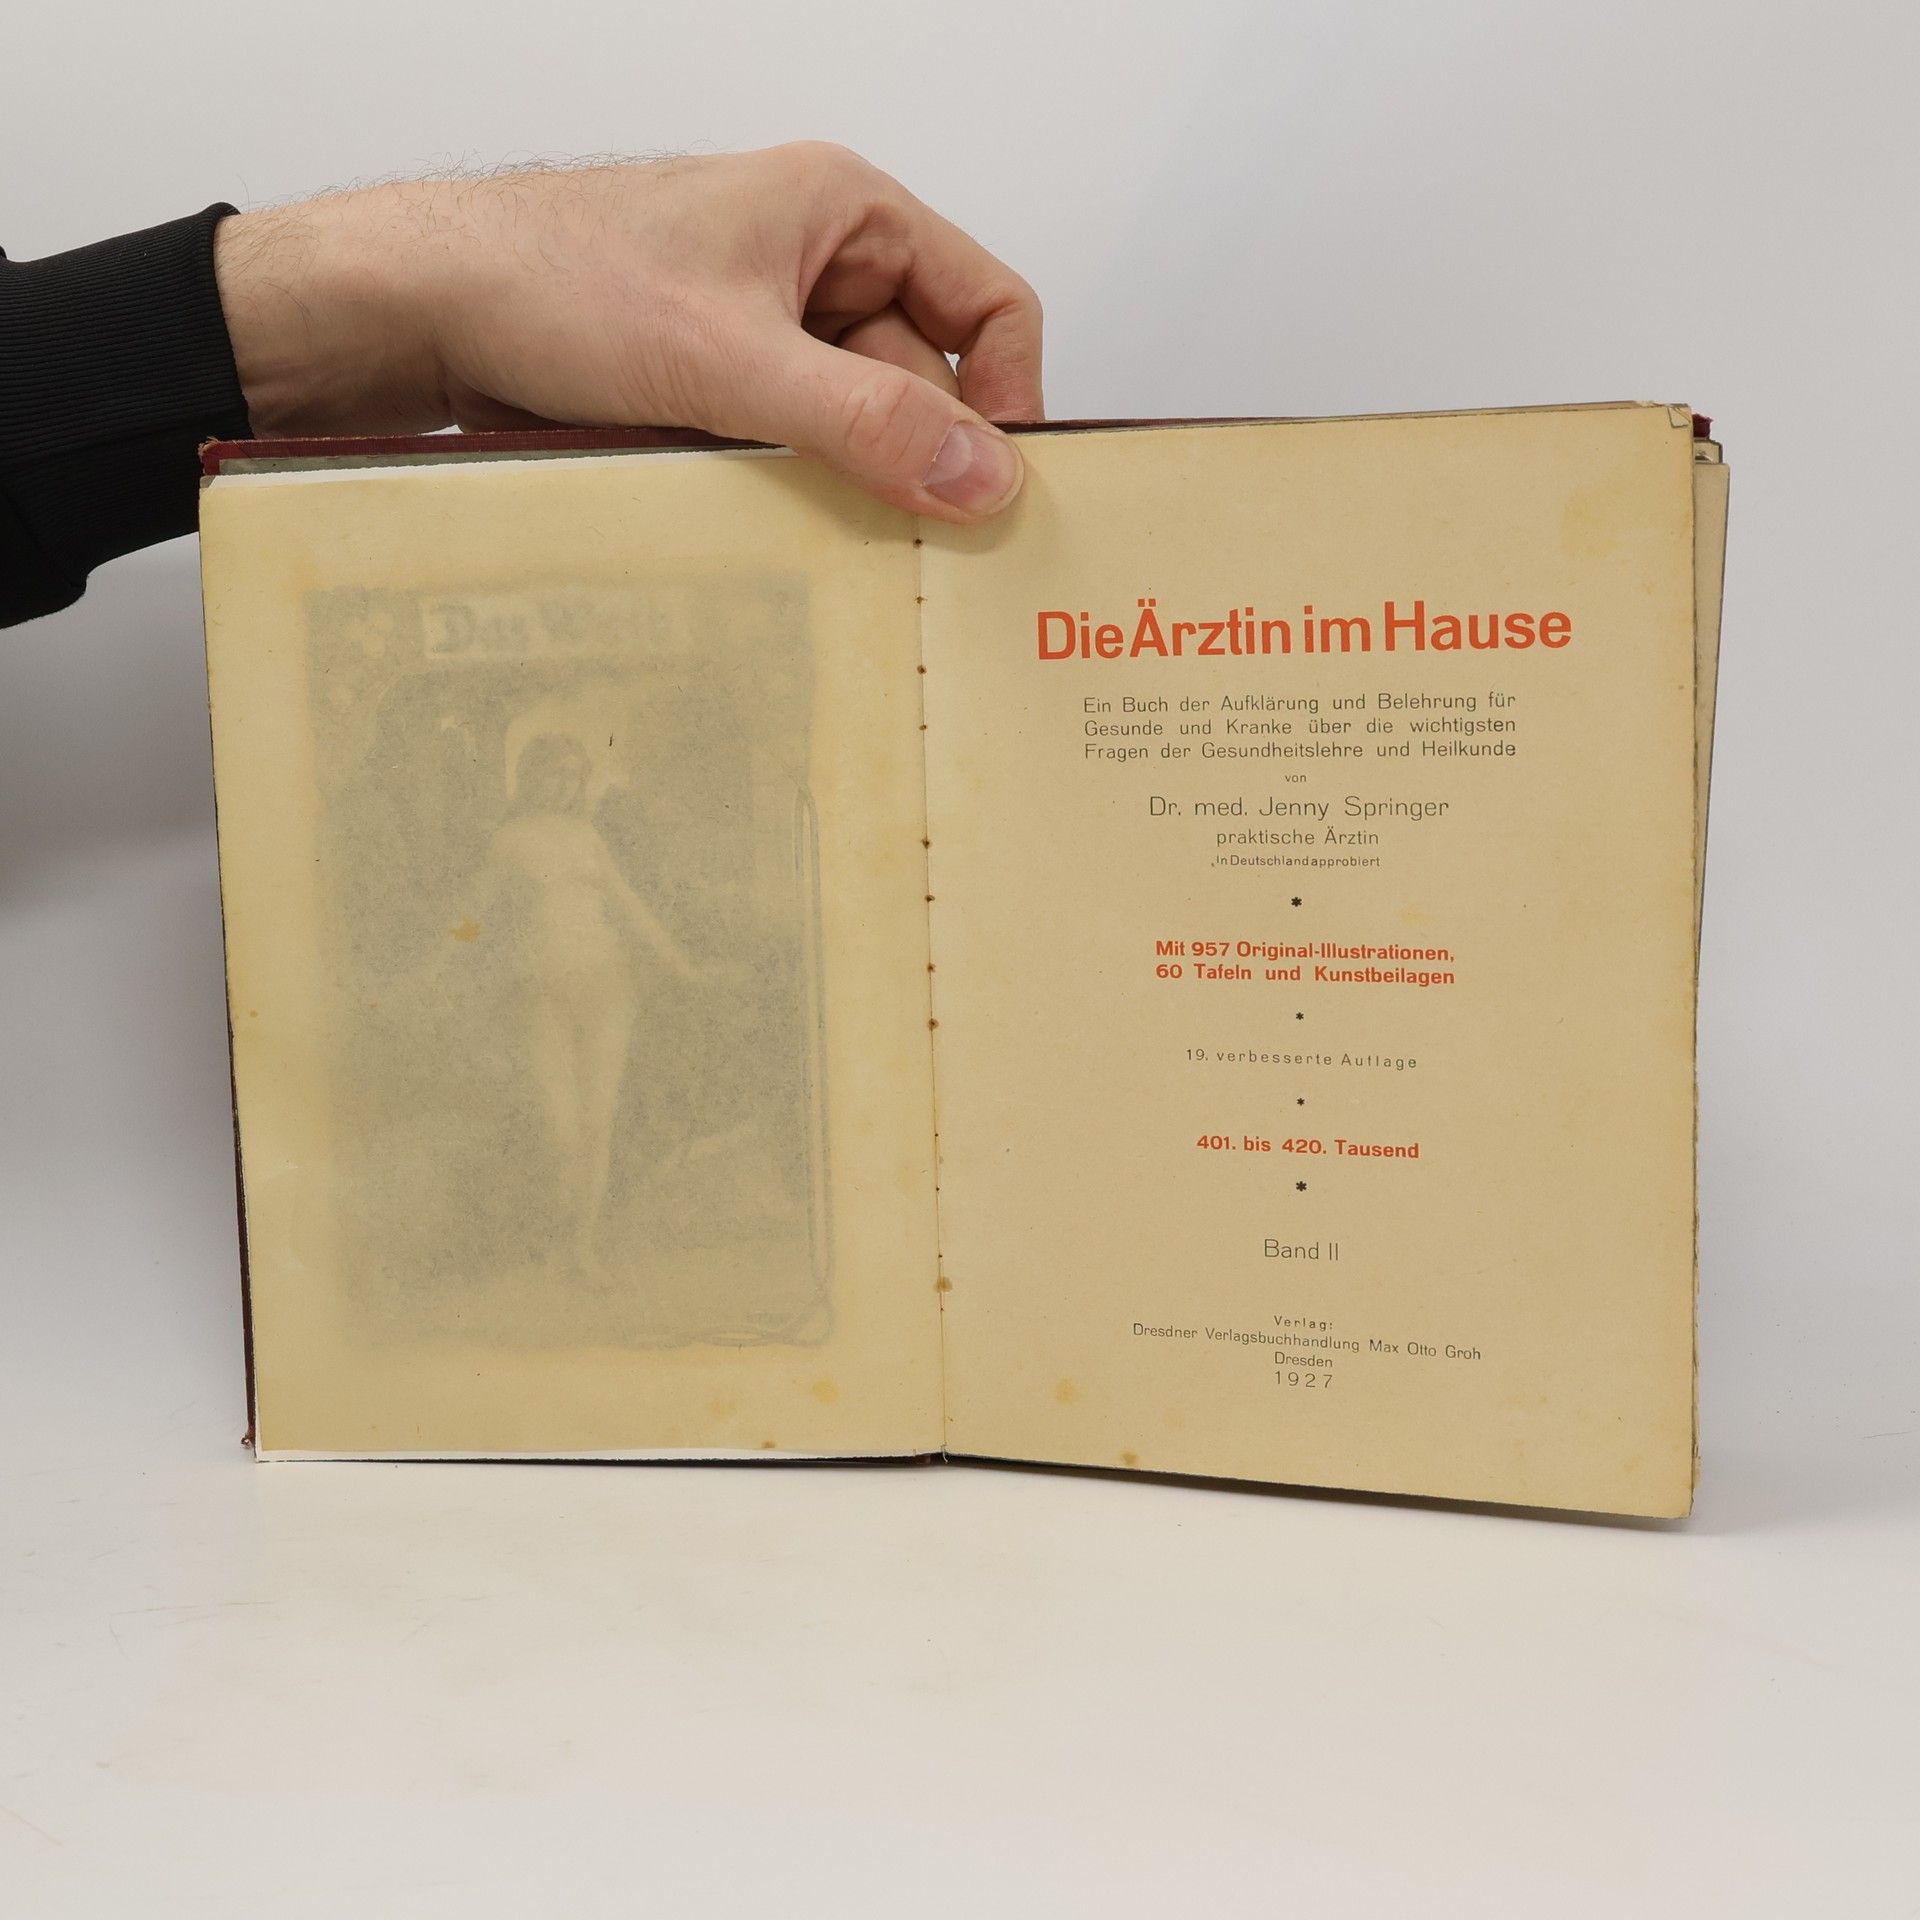 Die Ärztin im Hause
Ein Buch der Aufklärung und Belehrung für
Gesunde und Kranke über die wichtigsten
Fragen der Gesundheitslehre und Heilkunde
von
Dr. med. Jenny Springer
praktische Ärztin
In Deutschland approbiert
*
Mit 957 Original-Illustrationen,
60 Tafeln und Kunstbeilagen
*
19. verbesserte Auflage
*
401. bis 420. Tausend
*
Band II
Verlag:
Dresdner Verlagsbuchhandlung Max Otto Groh
Dresden
1927